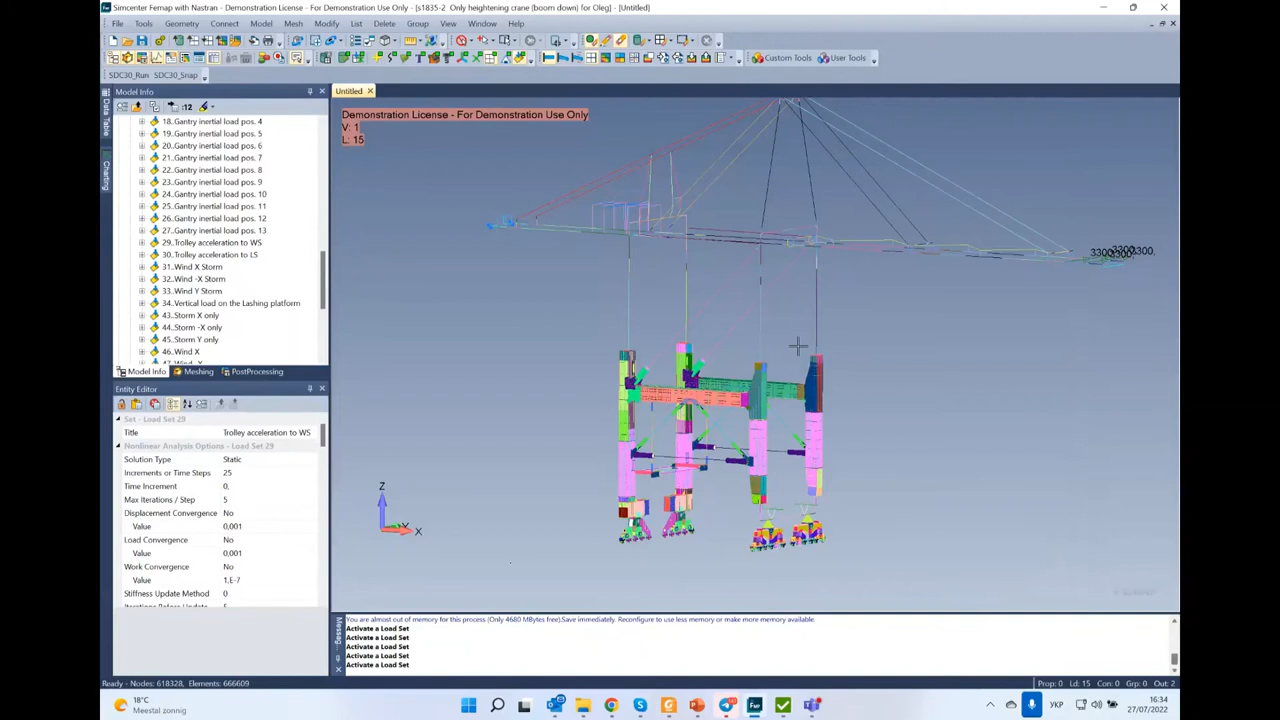 Simcenter Femap with Nastran - Demonstration License - For Demonstration Use Only - [s1835-2 Only heightening crane (boom down) for Oleg] - [Untitled]
File Tools Geometry Connect Model Mesh Modify List Delete Group View Window Help
Custom Tools User Tools
SDC30_Run SDC30_Snap
Model Info
Untitled
:12
Data Table
Charting
18..Gantry inertial load pos. 4
19..Gantry inertial load pos. 5
20..Gantry inertial load pos. 6
21..Gantry inertial load pos. 7
22..Gantry inertial load pos. 8
23..Gantry inertial load pos. 9
24..Gantry inertial load pos. 10
25..Gantry inertial load pos. 11
26..Gantry inertial load pos. 12
27..Gantry inertial load pos. 13
29..Trolley acceleration to WS
30..Trolley acceleration to LS
31..Wind X Storm
32..Wind -X Storm
33..Wind Y Storm
34..Vertical load on the Lashing platform
43..Storm X only
44..Storm -X only
45..Storm Y only
46..Wind X
Model Info Meshing PostProcessing
Entity Editor
Set - Load Set 29
Title Trolley acceleration to WS
Nonlinear Analysis Options - Load Set 29
Solution Type Static
Increments or Time Steps 25
Time Increment 0,
Max Iterations / Step 5
Displacement Convergence No
Value 0,001
Load Convergence No
Value 0,001
Work Convergence No
Value 1,E-7
Stiffness Update Method 0
Demonstration License - For Demonstration Use Only
V: 1
L: 15
Z
Y
X
You are almost out of memory for this process (Only 4680 MBytes free).Save immediately. Reconfigure to use less memory or make more memory available.
Activate a Load Set
Activate a Load Set
Activate a Load Set
Activate a Load Set
Activate a Load Set
Ready - Nodes: 618328, Elements: 666609
Prop: 0 Ld: 15 Con: 0 Grp: 0 Out: 2
18°C
Meestal zonnig
УКР
16:34
27/07/2022